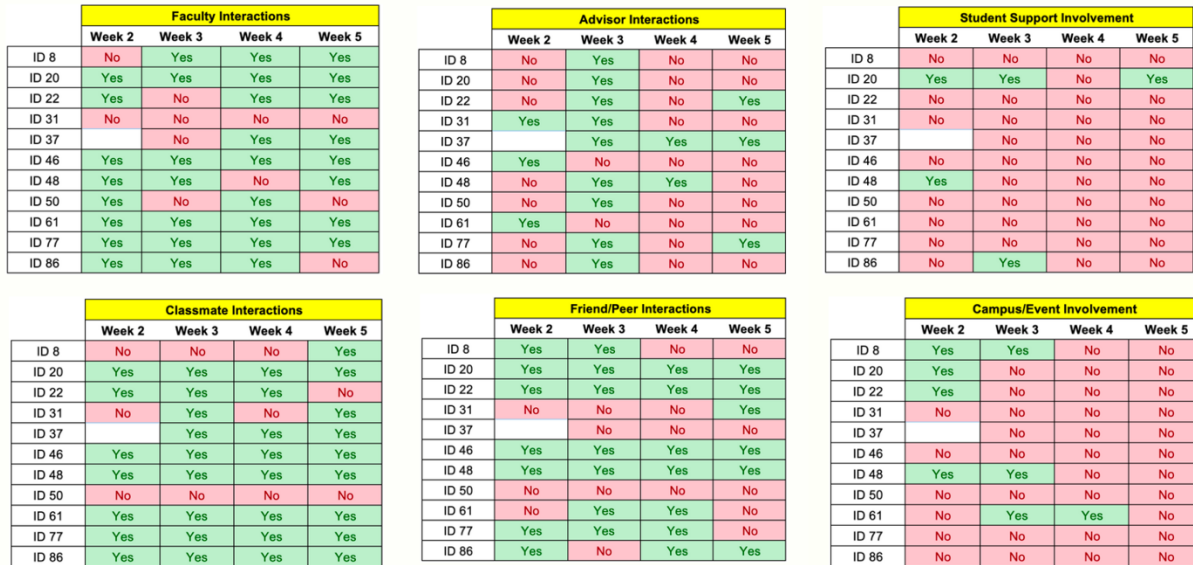 Faculty Interactions
Week 2 Week 3 Week 4 Week 5
ID 8 No Yes Yes Yes
ID 20 Yes Yes Yes Yes
ID 22 Yes No Yes Yes
ID 31 No No No No
ID 37 No Yes Yes
ID 46 Yes Yes Yes Yes
ID 48 Yes Yes No Yes
ID 50 Yes No Yes No
ID 61 Yes Yes Yes Yes
ID 77 Yes Yes Yes Yes
ID 86 Yes Yes Yes No
Advisor Interactions
Week 2 Week 3 Week 4 Week 5
ID 8 No Yes No No
ID 20 No Yes No No
ID 22 No Yes No Yes
ID 31 Yes Yes No No
ID 37 Yes Yes Yes
ID 46 Yes No No No
ID 48 No Yes Yes No
ID 50 No Yes No No
ID 61 Yes No No No
ID 77 No Yes No Yes
ID 86 No Yes No No
Student Support Involvement
Week 2 Week 3 Week 4 Week 5
ID 8 No No No No
ID 20 Yes Yes No Yes
ID 22 No No No No
ID 31 No No No No
ID 37 No No No
ID 46 No No No No
ID 48 Yes No No No
ID 50 No No No No
ID 61 No No No No
ID 77 No No No No
ID 86 No Yes No No
Classmate Interactions
Week 2 Week 3 Week 4 Week 5
ID 8 No No No Yes
ID 20 Yes Yes Yes Yes
ID 22 Yes Yes Yes No
ID 31 No Yes No Yes
ID 37 Yes Yes Yes
ID 46 Yes Yes Yes Yes
ID 48 Yes Yes Yes Yes
ID 50 No No No No
ID 61 Yes Yes Yes Yes
ID 77 Yes Yes Yes Yes
ID 86 Yes Yes Yes Yes
Friend/Peer Interactions
Week 2 Week 3 Week 4 Week 5
ID 8 Yes Yes No No
ID 20 Yes Yes Yes Yes
ID 22 Yes Yes Yes Yes
ID 31 No No No Yes
ID 37 No No No
ID 46 Yes Yes Yes Yes
ID 48 Yes Yes Yes Yes
ID 50 No No No No
ID 61 No Yes Yes No
ID 77 Yes Yes Yes No
ID 86 Yes No Yes Yes
Campus/Event Involvement
Week 2 Week 3 Week 4 Week 5
ID 8 Yes Yes No No
ID 20 Yes No No No
ID 22 Yes No No No
ID 31 No No No No
ID 37 No No No
ID 46 No No No No
ID 48 Yes Yes No No
ID 50 No No No No
ID 61 No Yes Yes No
ID 77 No No No No
ID 86 No No No No